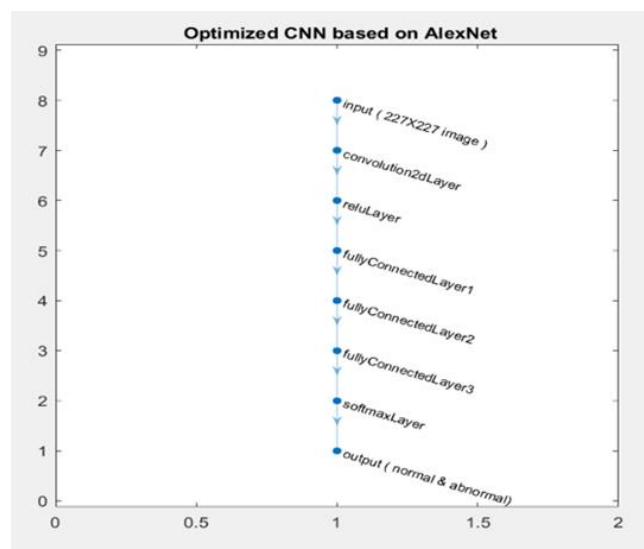 Optimized CNN based on AlexNet
9
8
input ( 227X227 image )
7
convolution2dLayer
6
reluLayer
5
fullyConnectedLayer1
4
fullyConnectedLayer2
3
fullyConnectedLayer3
2
softmaxLayer
1
output ( normal & abnormal)
0
0 0.5 1 1.5 2